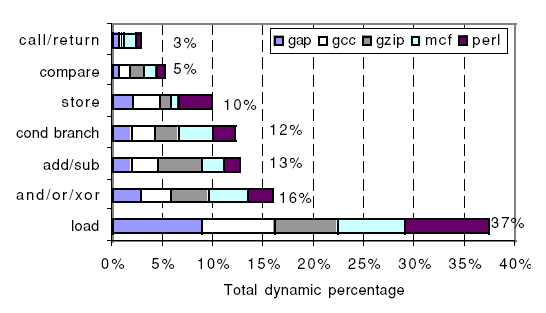 call/return
3%
gap gcc gzip mcf perl
compare
5%
store
10%
cond branch
12%
add/sub
13%
and/or/xor
16%
load
37%
0% 5% 10% 15% 20% 25% 30% 35% 40%
Total dynamic percentage